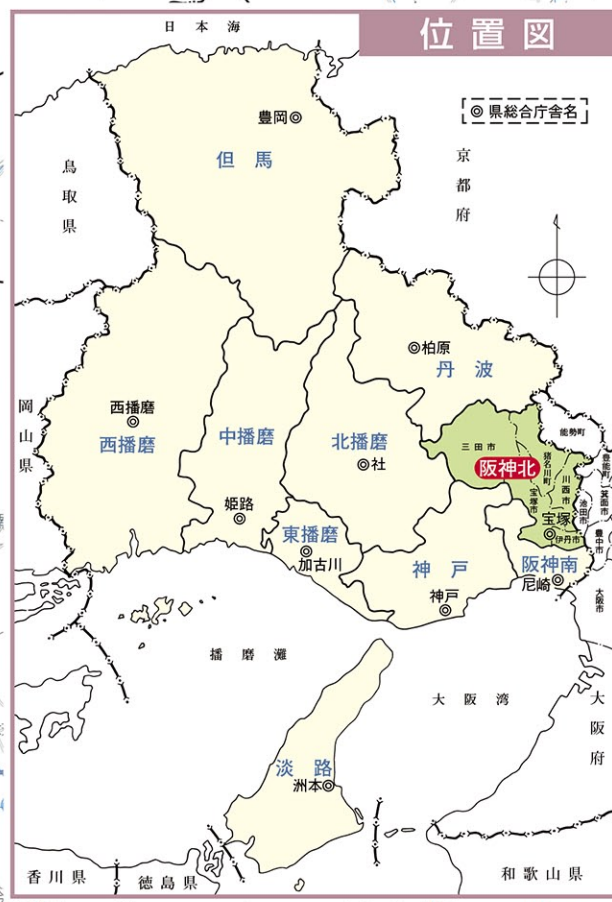 位置図
日本海
◎県総合庁舎名
豊岡◎
但馬
鳥取県
京都府
◎柏原
丹波
岡山県
西播磨
◎
西播磨
中播磨
北播磨
◎社
能勢町
三田市
阪神北
猪名川町
川西市
宝塚市
豊能町
箕面市
池田市
豊中市
宝塚
◎
伊丹市
姫路
◎
東播磨
◎
加古川
神戸
阪神南
尼崎◎
神戸
◎
大阪市
播磨灘
大阪湾
大阪府
淡路
洲本◎
香川県
徳島県
和歌山県